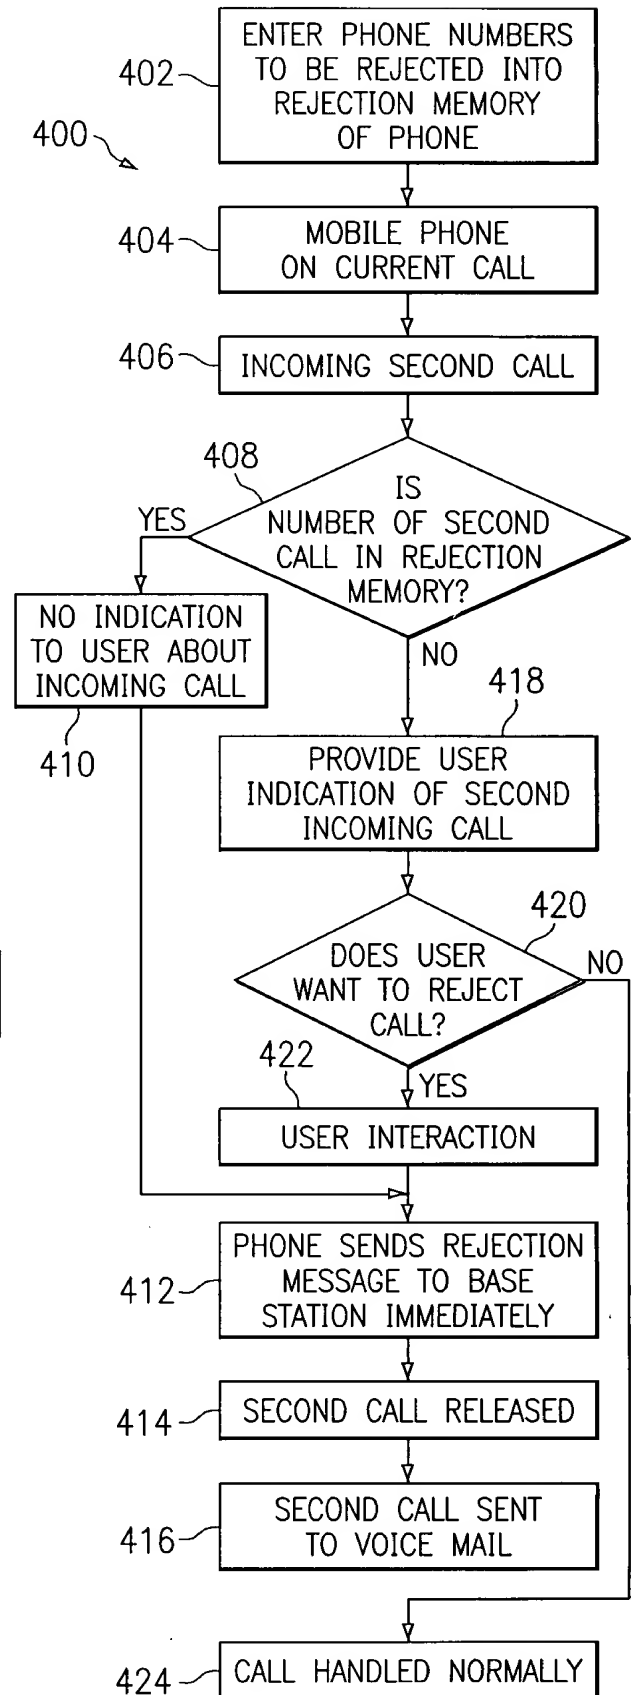 ENTER PHONE NUMBERS
TO BE REJECTED INTO
REJECTION MEMORY
OF PHONE
402
400
MOBILE PHONE
ON CURRENT CALL
404
406
INCOMING SECOND CALL
408
IS
NUMBER OF SECOND
CALL IN REJECTION
MEMORY?
YES
NO INDICATION
TO USER ABOUT
INCOMING CALL
410
NO
418
PROVIDE USER
INDICATION OF SECOND
INCOMING CALL
420
DOES USER
WANT TO REJECT
CALL?
NO
422
YES
USER INTERACTION
PHONE SENDS REJECTION
MESSAGE TO BASE
STATION IMMEDIATELY
412
SECOND CALL RELEASED
414
SECOND CALL SENT
TO VOICE MAIL
416
CALL HANDLED NORMALLY
424